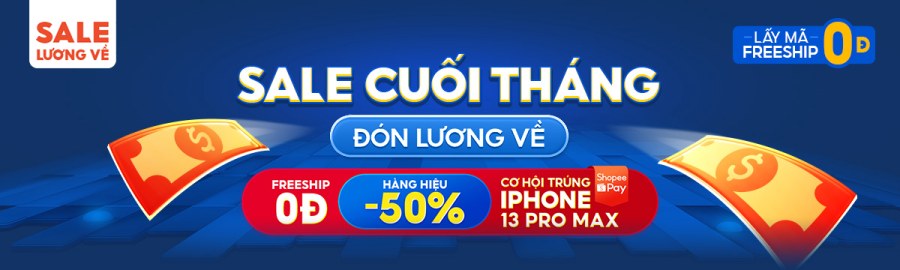 SALE
LƯƠNG VỀ
LẤY MÃ
FREESHIP 0Đ
SALE CUỐI THÁNG
ĐÓN LƯƠNG VỀ
FREESHIP
0Đ
HÀNG HIỆU
-50%
CƠ HỘI TRÚNG
IPHONE
13 PRO MAX
Shopee
Pay
$
$